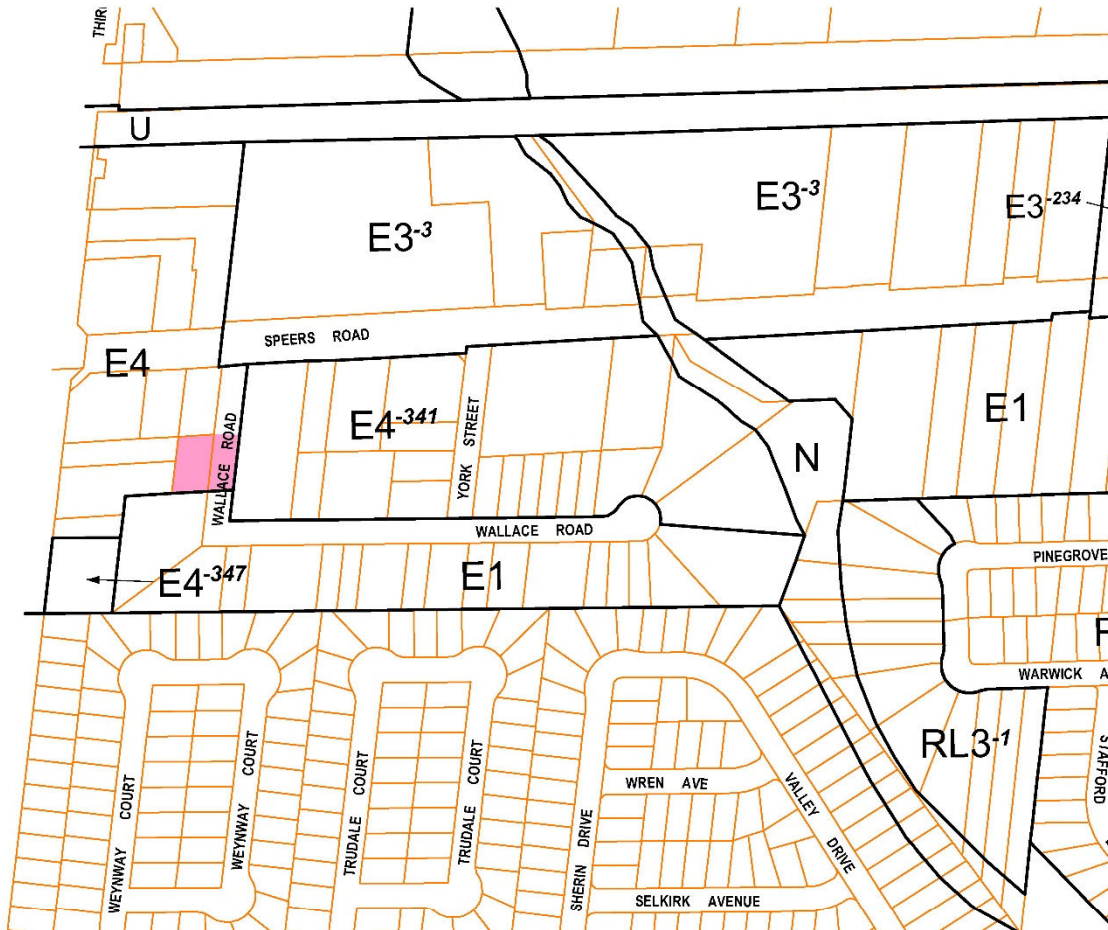 THIR
U
E3-3
E3-3
E3-234
SPEERS ROAD
E4
WALLACE ROAD
E4-341
YORK STREET
E1
N
WALLACE ROAD
PINEGROVE
E4-347
E1
WARWICK A
RL3-1
STAFFORD
WEYNWAY COURT
WEYNWAY COURT
TRUDALE COURT
TRUDALE COURT
SHERIN DRIVE
WREN AVE
VALLEY DRIVE
SELKIRK AVENUE